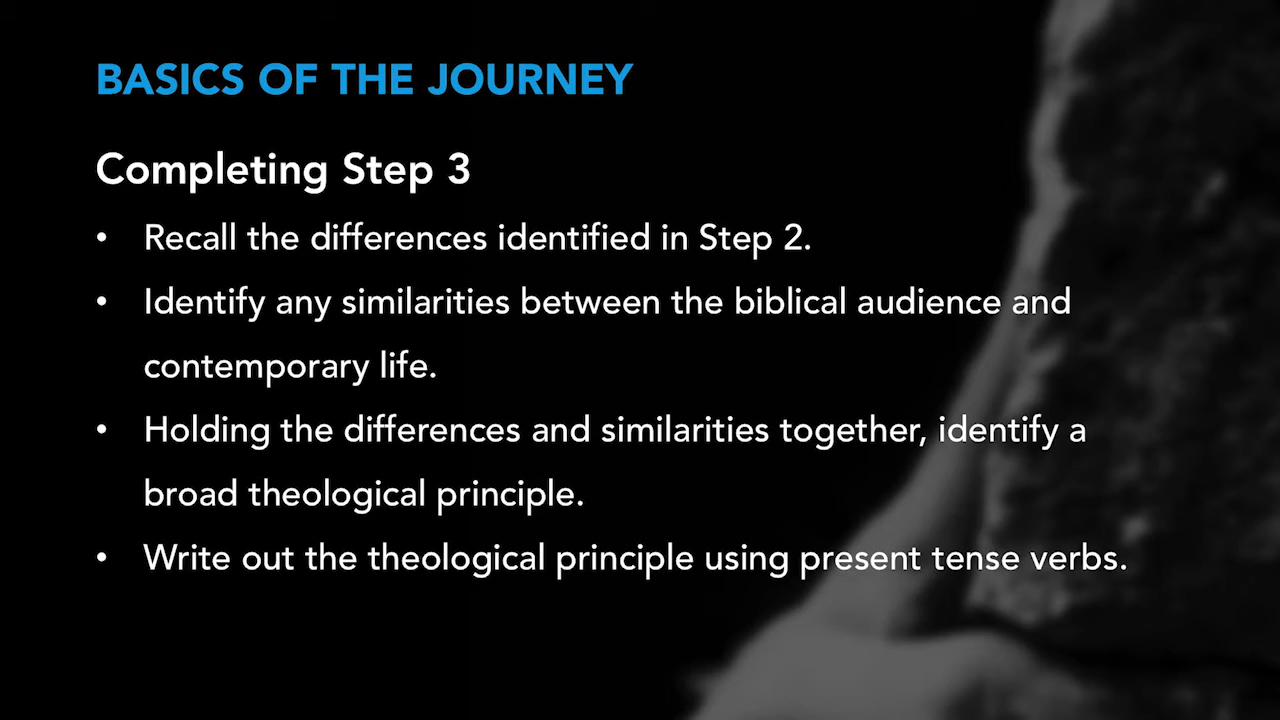 BASICS OF THE JOURNEY
Completing Step 3
• Recall the differences identified in Step 2.
• Identify any similarities between the biblical audience and
contemporary life.
• Holding the differences and similarities together, identify a
broad theological principle.
• Write out the theological principle using present tense verbs.